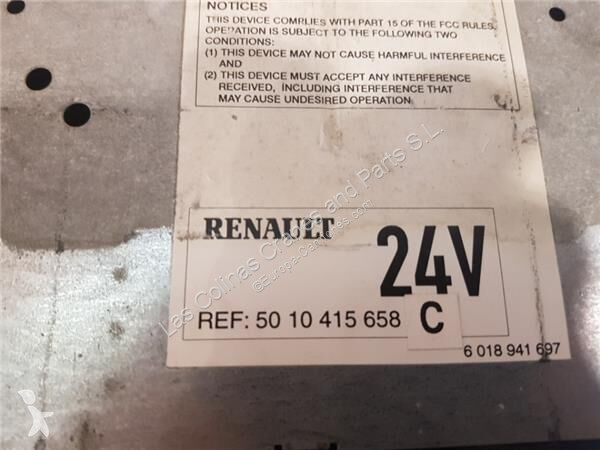 NOTICES
THIS DEVICE COMPLIES WITH PART 15 OF THE FCC RULES.
OPERATION IS SUBJECT TO THE FOLLOWING TWO
CONDITIONS:
(1) THIS DEVICE MAY NOT CAUSE HARMFUL INTERFERENCE
AND
(2) THIS DEVICE MUST ACCEPT ANY INTERFERENCE
RECEIVED, INCLUDING INTERFERENCE THAT
MAY CAUSE UNDESIRED OPERATION.
RENAULT 24V
REF: 50 10 415 658 C
6 018 941 697
Las Colinas Cranes and Parts S.L.
©Europa-Camiones.com